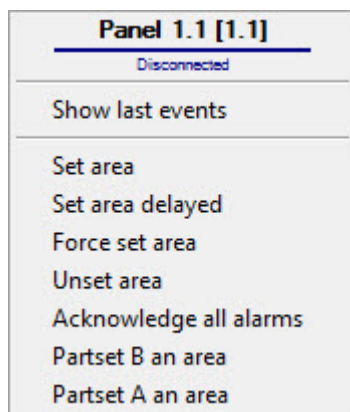 Panel 1.1 [1.1]
Disconnected
Show last events
Set area
Set area delayed
Force set area
Unset area
Acknowledge all alarms
Partset B an area
Partset A an area